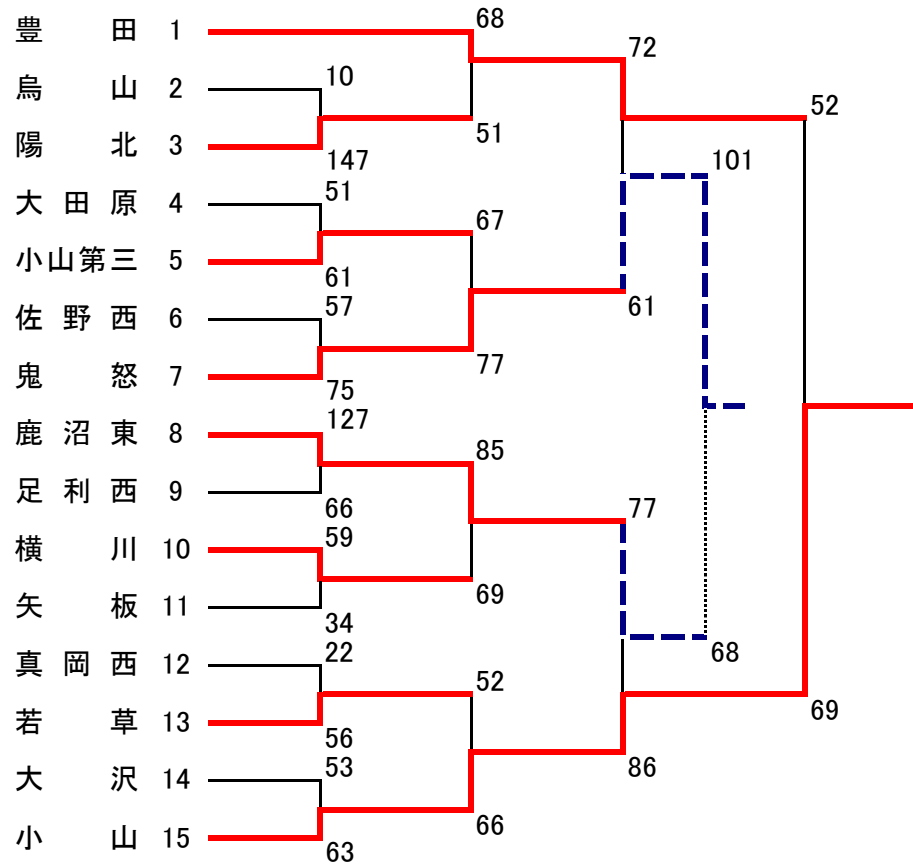 68
豊田 1
72
10
烏山 2
52
51
陽北 3
147
101
51
大田原 4
67
小山第三 5
61
57
61
佐野西 6
77
鬼怒 7
75
127
鹿沼東 8
85
足利西 9
66
77
59
横川 10
69
矢板 11
34
22
68
真岡西 12
52
69
若草 13
56
53
86
大沢 14
66
小山 15
63